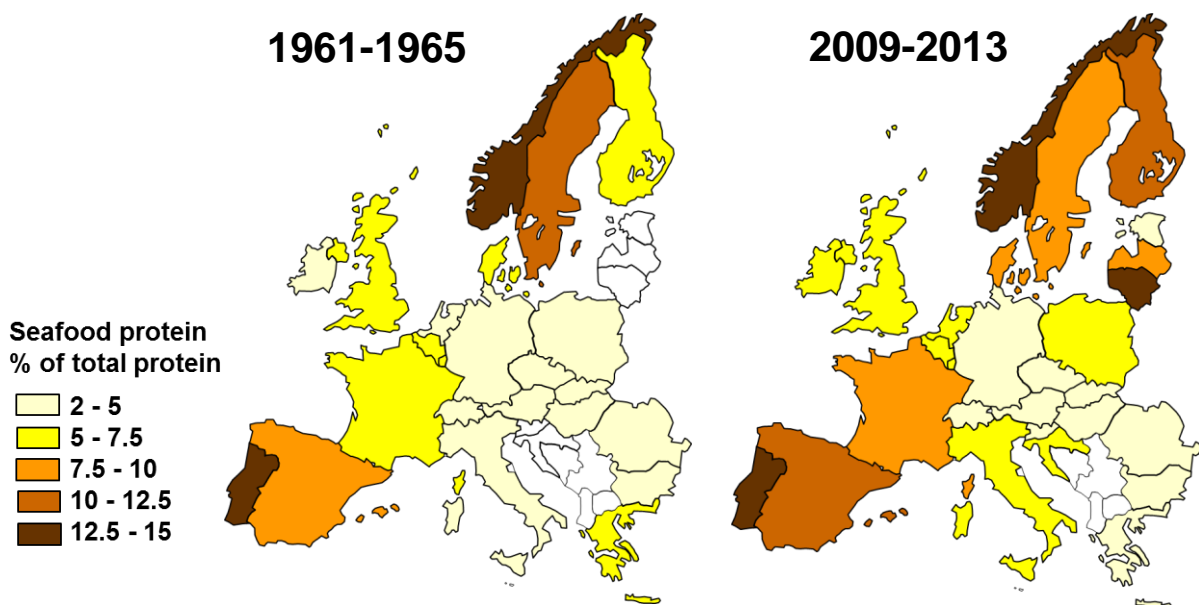 1961-1965
2009-2013
Seafood protein
% of total protein
2 - 5
5 - 7.5
7.5 - 10
10 - 12.5
12.5 - 15